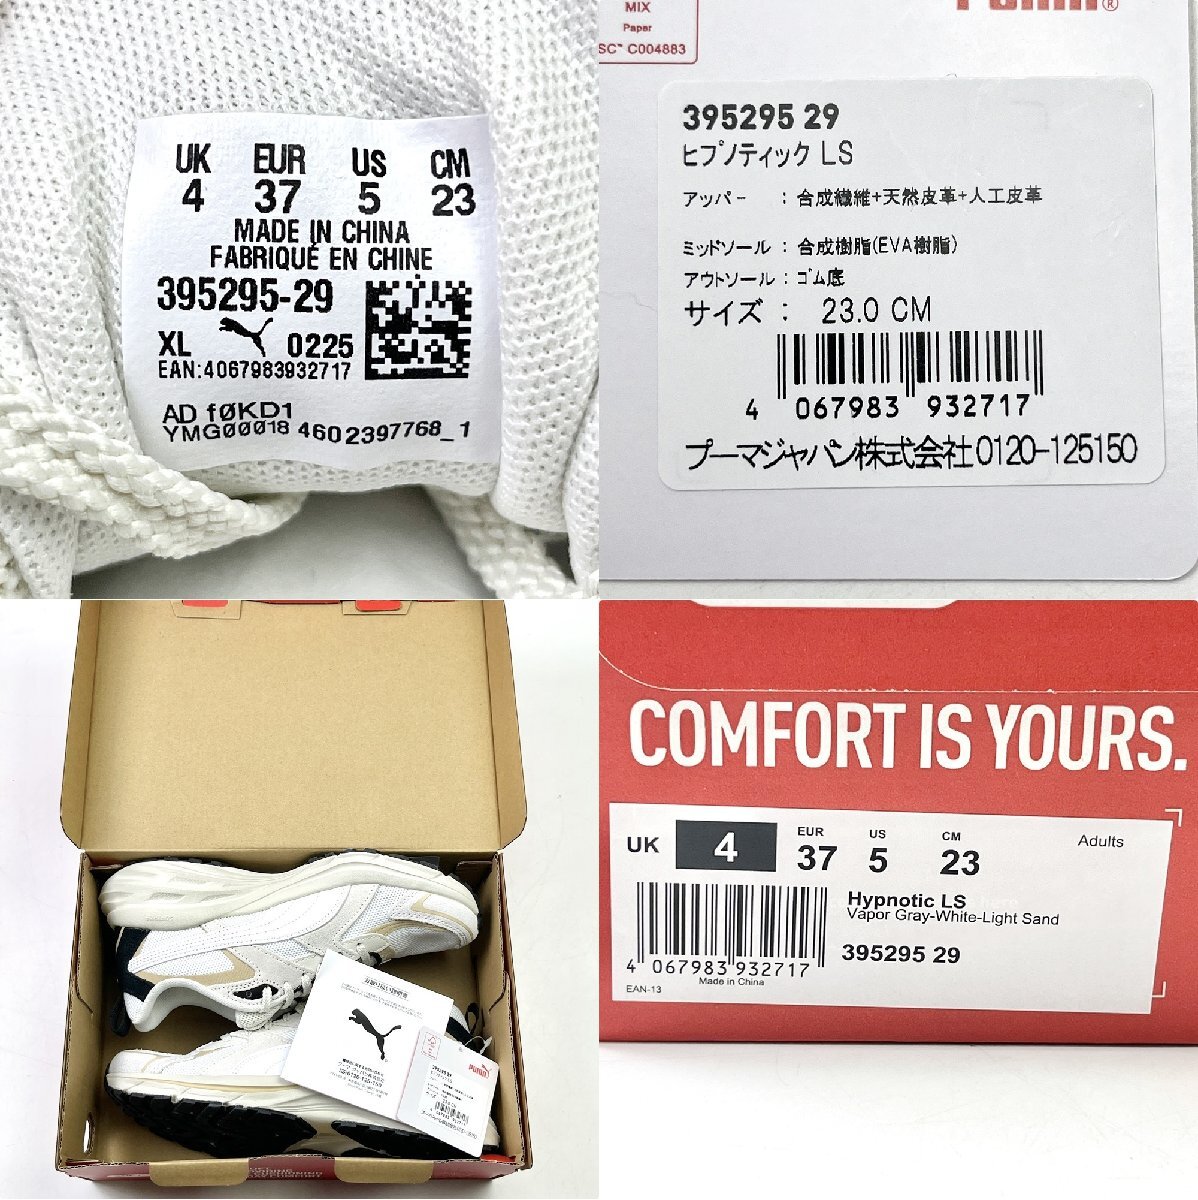 UK EUR US CM
4 37 5 23
MADE IN CHINA
FABRIQUÉ EN CHINE
395295-29
XL 0225
EAN:4067983932717
AD f0KD1
YMG00018 4602397768_1
MIX
Paper
C004883
395295 29
ヒプノティック LS
アッパー : 合成繊維+天然皮革+人工皮革
ミッドソール : 合成樹脂(EVA樹脂)
アウトソール : ゴム底
サイズ : 23.0 CM
4 067983 932717
プーマジャパン株式会社0120-125150
COMFORT IS YOURS.
UK 4 EUR 37 US 5 CM 23 Adults
Hypnotic LS
Vapor Gray-White-Light Sand
395295 29
4 067983 932717
EAN-13 Made in China